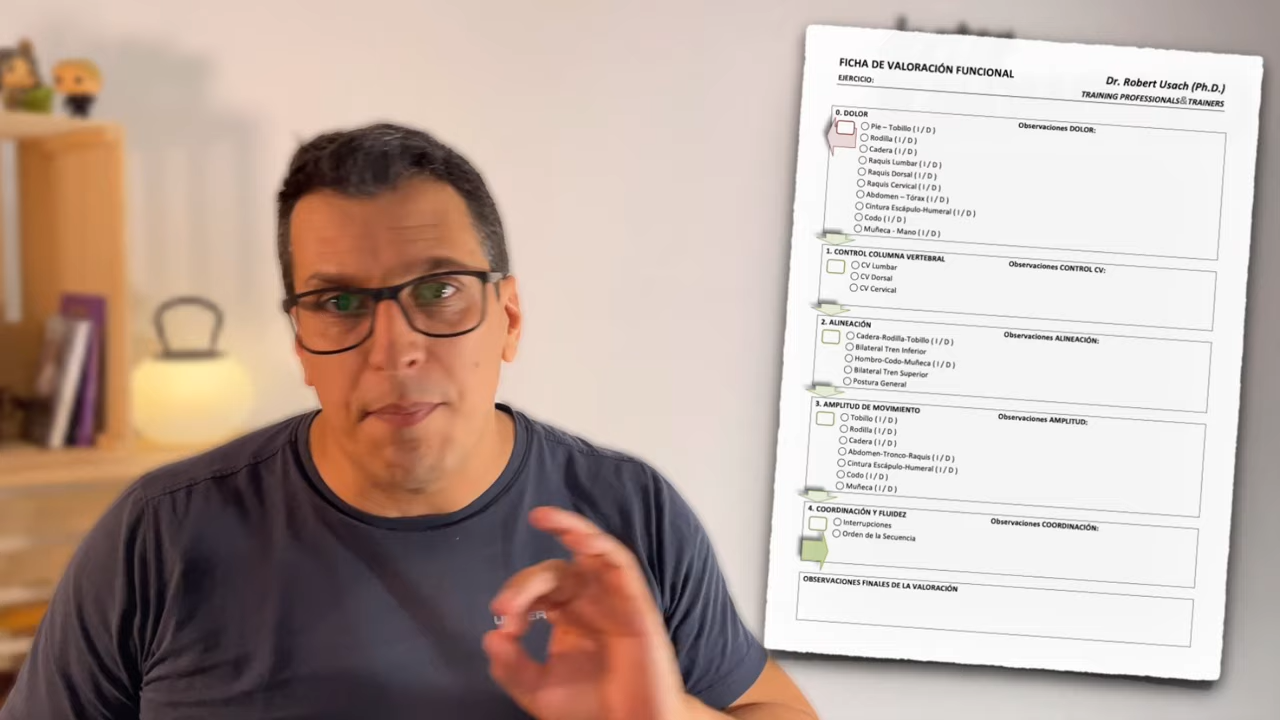 FICHA DE VALORACIÓN FUNCIONAL
Dr. Robert Usach (Ph.D.)
EJERCICIO:
TRAINING PROFESSIONALS&TRAINERS
0. DOLOR
Observaciones DOLOR:
Pie – Tobillo ( I / D )
Rodilla ( I / D )
Cadera ( I / D )
Raquis Lumbar ( I / D )
Raquis Dorsal ( I / D )
Raquis Cervical ( I / D )
Abdomen – Tórax ( I / D )
Cintura Escápulo-Humeral ( I / D )
Codo ( I / D )
Muñeca - Mano ( I / D )
1. CONTROL COLUMNA VERTEBRAL
Observaciones CONTROL CV:
CV Lumbar
CV Dorsal
CV Cervical
2. ALINEACIÓN
Observaciones ALINEACIÓN:
Cadera-Rodilla-Tobillo ( I / D )
Bilateral Tren Inferior
Hombro-Codo-Muñeca ( I / D )
Bilateral Tren Superior
Postura General
3. AMPLITUD DE MOVIMIENTO
Observaciones AMPLITUD:
Tobillo ( I / D )
Rodilla ( I / D )
Cadera ( I / D )
Abdomen-Tronco-Raquis ( I / D )
Cintura Escápulo-Humeral ( I / D )
Codo ( I / D )
Muñeca ( I / D )
4. COORDINACIÓN Y FLUIDEZ
Observaciones COORDINACIÓN:
Interrupciones
Orden de la Secuencia
OBSERVACIONES FINALES DE LA VALORACIÓN